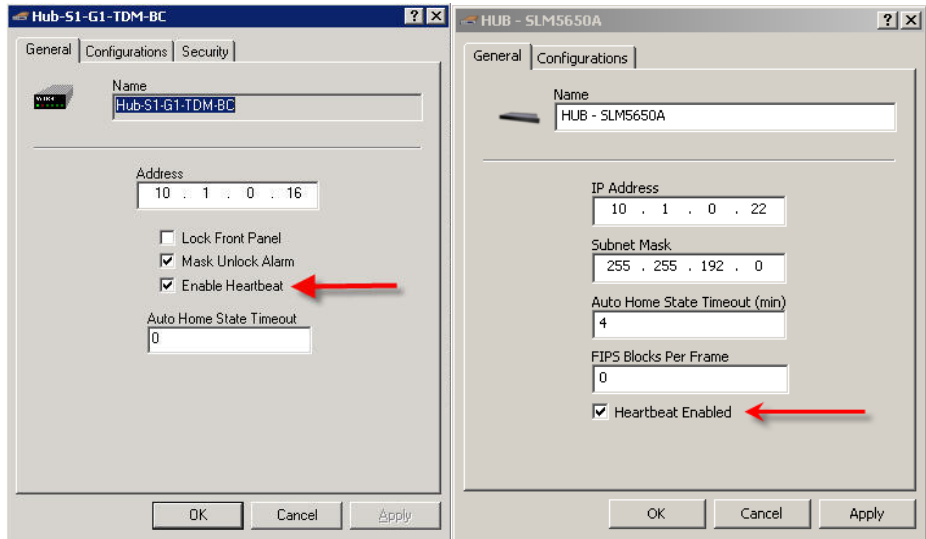 Hub-S1-G1-TDM-BC
General Configurations Security
Name
Hub-S1-G1-TDM-BC
Address
10 . 1 . 0 . 16
Lock Front Panel
Mask Unlock Alarm
Enable Heartbeat
Auto Home State Timeout
0
OK Cancel Apply
HUB - SLM5650A
General Configurations
Name
HUB - SLM5650A
IP Address
10 . 1 . 0 . 22
Subnet Mask
255 . 255 . 192 . 0
Auto Home State Timeout (min)
4
FIPS Blocks Per Frame
0
Heartbeat Enabled
OK Cancel Apply